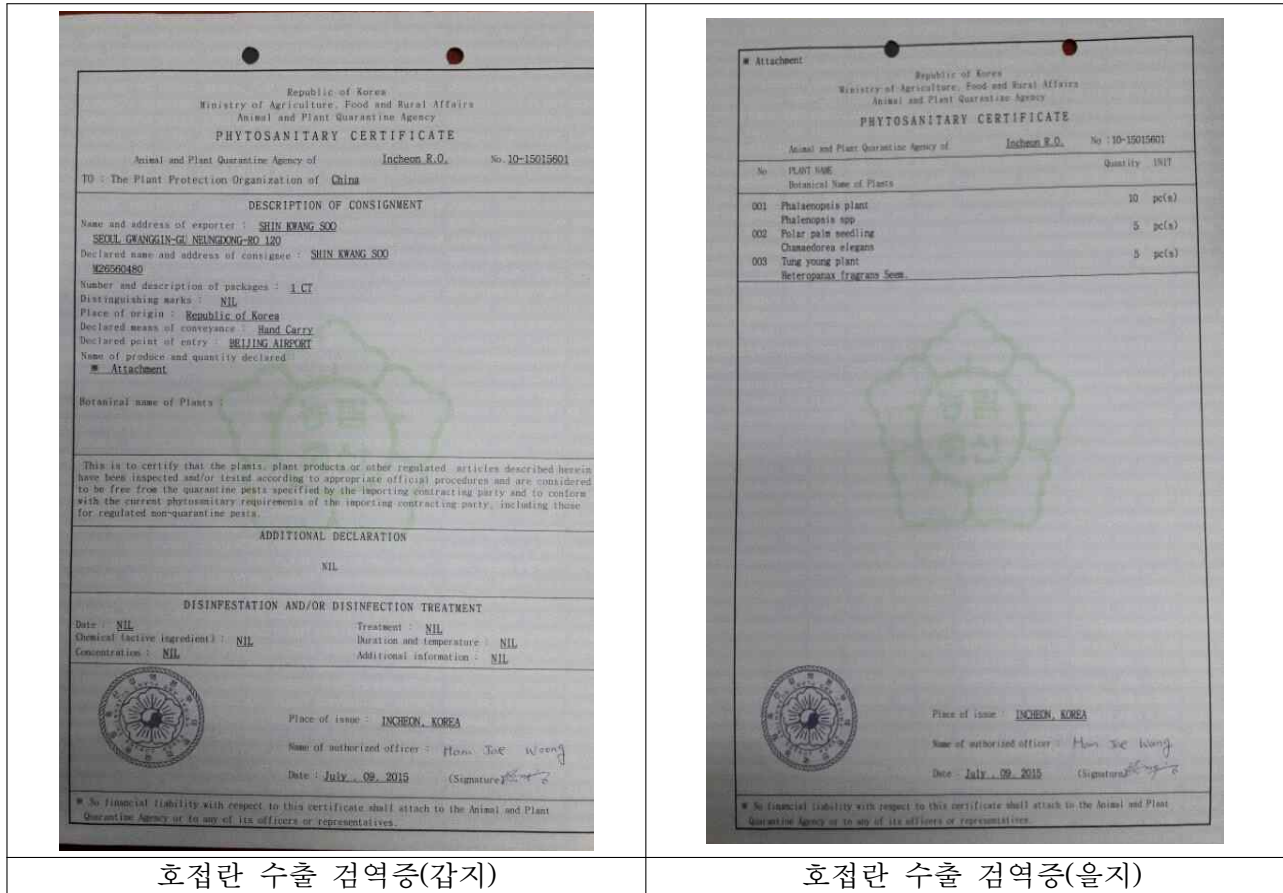 Republic of Korea
Ministry of Agriculture, Food and Rural Affairs
Animal and Plant Quarantine Agency
PHYTOSANITARY CERTIFICATE
Animal and Plant Quarantine Agency of Incheon R.O. No. 10-15015601
TO : The Plant Protection Organization of China
DESCRIPTION OF CONSIGNMENT
Name and address of exporter : SHIN KWANG SOO
SEOUL GWANGGIN-GU NEUNGDONG-RO 120
Declared name and address of consignee : SHIN KWANG SOO
M26560480
Number and description of packages : 1 CT
Distinguishing marks : NIL
Place of origin : Republic of Korea
Declared means of conveyance : Hand Carry
Declared point of entry : BEIJING AIRPORT
Name of produce and quantity declared
※ Attachment
Botanical name of Plants :
This is to certify that the plants, plant products or other regulated articles described herein
have been inspected and/or tested according to appropriate official procedures and are considered
to be free from the quarantine pests specified by the importing contracting party and to conform
with the current phytosanitary requirements of the importing contracting party, including those
for regulated non-quarantine pests.
ADDITIONAL DECLARATION
NIL
DISINFESTATION AND/OR DISINFECTION TREATMENT
Date : NIL Treatment : NIL
Chemical (active ingredient) : NIL Duration and temperature : NIL
Concentration : NIL Additional information : NIL
Place of issue : INCHEON, KOREA
Name of authorized officer : Ham Jae Woong
Date : July . 09. 2015 (Signature)
※ No financial liability with respect to this certificate shall attach to the Animal and Plant
Quarantine Agency or to any of its officers or representatives.
호접란 수출 검역증(갑지)
※ Attachment
Republic of Korea
Ministry of Agriculture, Food and Rural Affairs
Animal and Plant Quarantine Agency
PHYTOSANITARY CERTIFICATE
Animal and Plant Quarantine Agency of Incheon R.O. No : 10-15015601
No PLANT NAME Quantity UNIT
Botanical Name of Plants
001 Phalaenopsis plant 10 pc(s)
Phalenopsis spp
002 Polar palm seedling 5 pc(s)
Chamaedorea elegans
003 Tung young plant 5 pc(s)
Heteropanax fragrans Seem.
Place of issue : INCHEON, KOREA
Name of authorized officer : Ham Jae Woong
Date : July . 09. 2015 (Signature)
※ No financial liability with respect to this certificate shall attach to the Animal and Plant
Quarantine Agency or to any of its officers or representatives.
호접란 수출 검역증(을지)